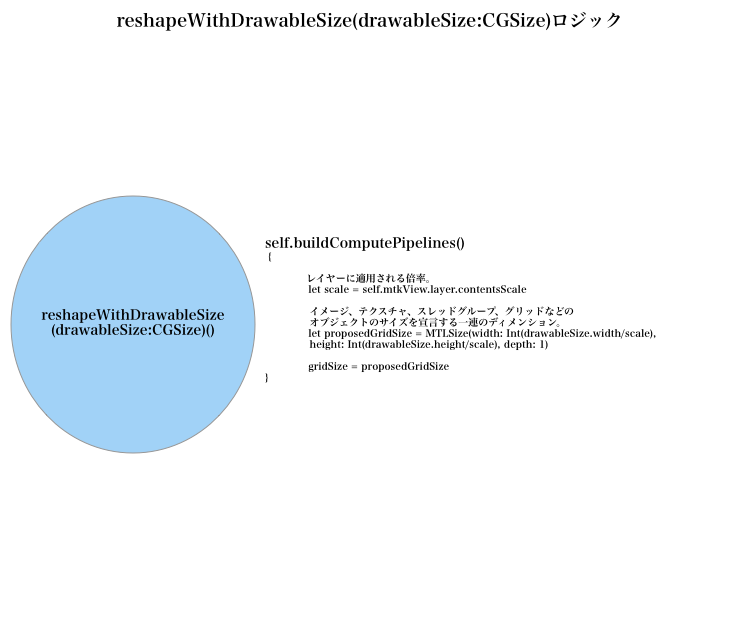 reshapeWithDrawableSize(drawableSize:CGSize)ロジック
reshapeWithDrawableSize
(drawableSize:CGSize)()
self.buildComputePipelines()
{
レイヤーに適用される倍率。
let scale = self.mtkView.layer.contentsScale
イメージ、テクスチャ、スレッドグループ、グリッドなどの
オブジェクトのサイズを宣言する一連のディメンション。
let proposedGridSize = MTLSize(width: Int(drawableSize.width/scale),
height: Int(drawableSize.height/scale), depth: 1)
gridSize = proposedGridSize
}